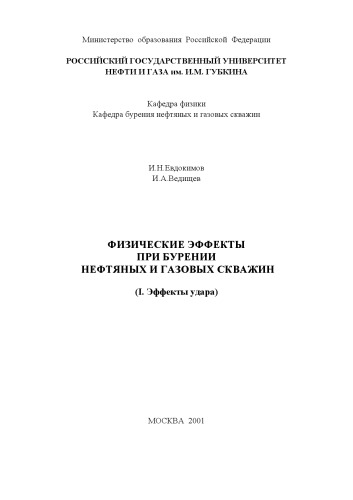 Министерство образования Российской Федерации
РОССИЙСКИЙ ГОСУДАРСТВЕННЫЙ УНИВЕРСИТЕТ
НЕФТИ И ГАЗА им. И.М. ГУБКИНА
Кафедра физики
Кафедра бурения нефтяных и газовых скважин
И.Н.Евдокимов
И.А.Ведищев
ФИЗИЧЕСКИЕ ЭФФЕКТЫ
ПРИ БУРЕНИИ
НЕФТЯНЫХ И ГАЗОВЫХ СКВАЖИН
(I. Эффекты удара)
МОСКВА 2001